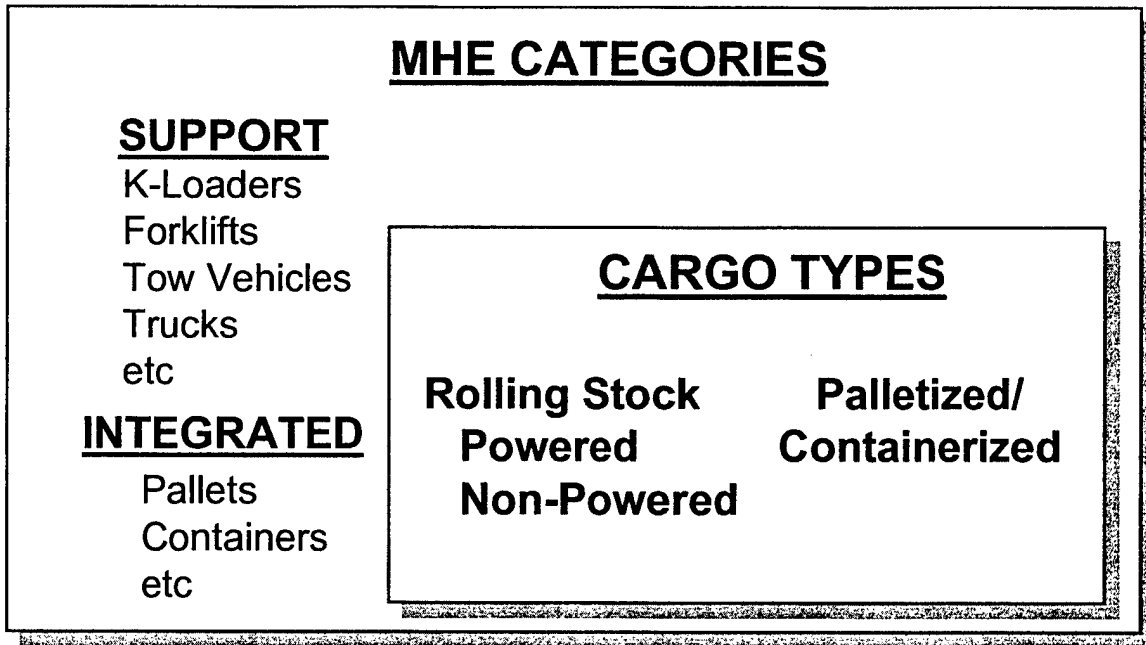 MHE CATEGORIES
SUPPORT
K-Loaders
Forklifts
Tow Vehicles
Trucks
etc
INTEGRATED
Pallets
Containers
etc
CARGO TYPES
Rolling Stock
Powered
Non-Powered
Palletized/
Containerized